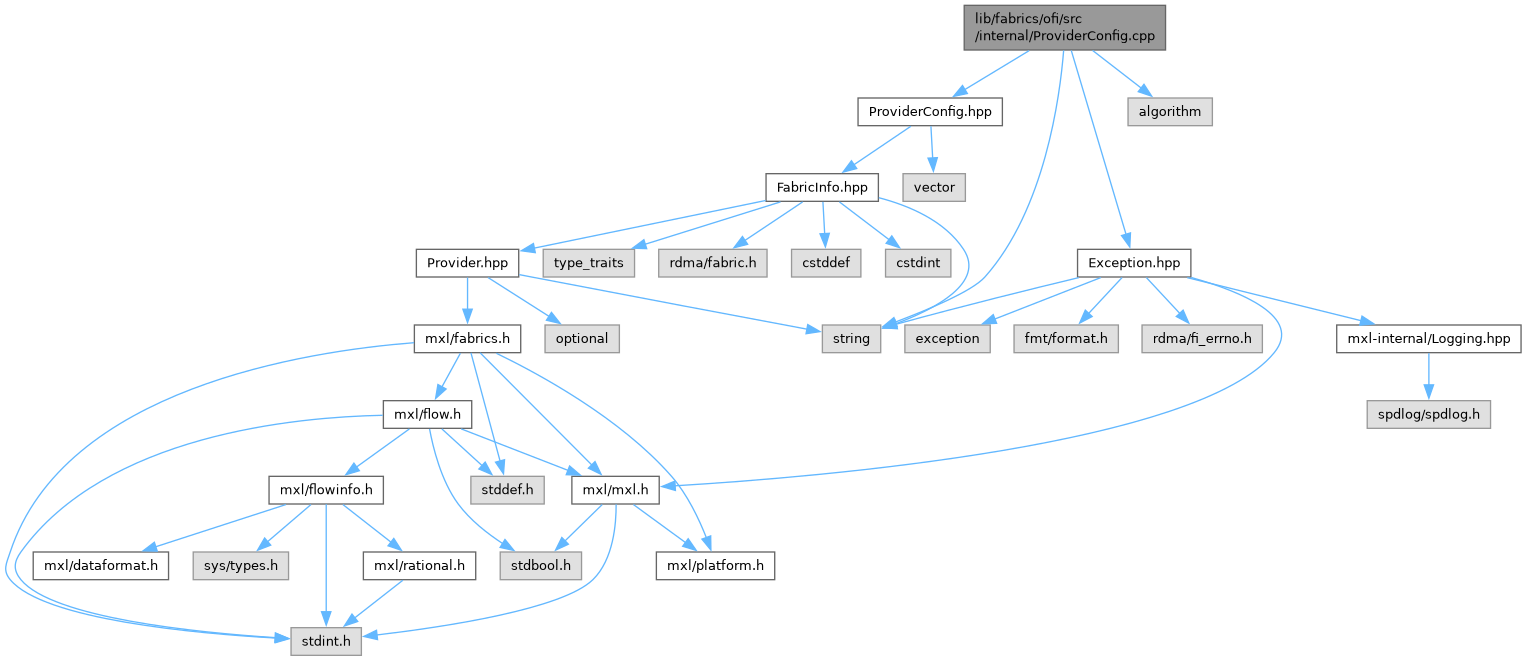 lib/fabrics/ofi/src
/internal/ProviderConfig.cpp
ProviderConfig.hpp
algorithm
FabricInfo.hpp
vector
Provider.hpp
type_traits
rdma/fabric.h
cstddef
cstdint
Exception.hpp
mxl/fabrics.h
optional
string
exception
fmt/format.h
rdma/fi_errno.h
mxl-internal/Logging.hpp
mxl/flow.h
spdlog/spdlog.h
mxl/flowinfo.h
stddef.h
mxl/mxl.h
mxl/dataformat.h
sys/types.h
mxl/rational.h
stdbool.h
mxl/platform.h
stdint.h